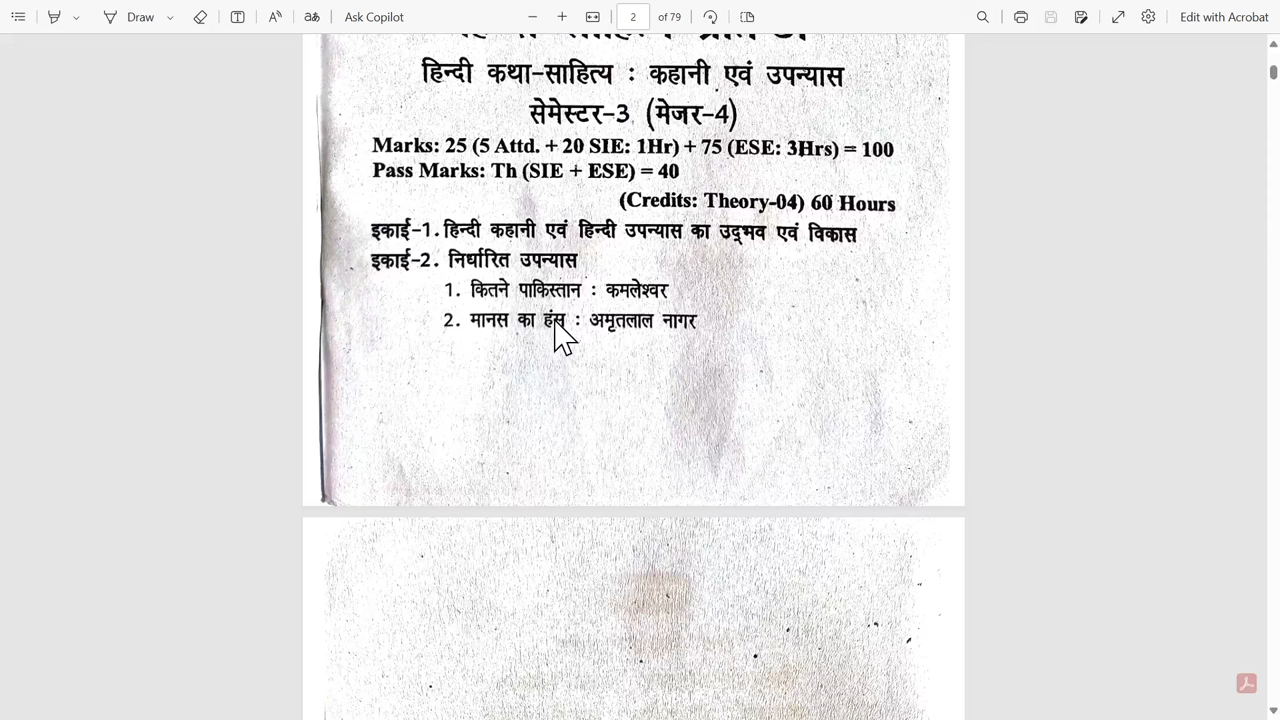 Draw
Ask Copilot
2 of 79
Edit with Acrobat
हिन्दी कथा-साहित्य : कहानी एवं उपन्यास
सेमेस्टर-3 (मेजर-4)
Marks: 25 (5 Attd. + 20 SIE: 1Hr) + 75 (ESE: 3Hrs) = 100
Pass Marks: Th (SIE + ESE) = 40
(Credits: Theory-04) 60 Hours
इकाई-1. हिन्दी कहानी एवं हिन्दी उपन्यास का उद्भव एवं विकास
इकाई-2. निर्धारित उपन्यास
1. कितने पाकिस्तान : कमलेश्वर
2. मानस का हंस : अमृतलाल नागर